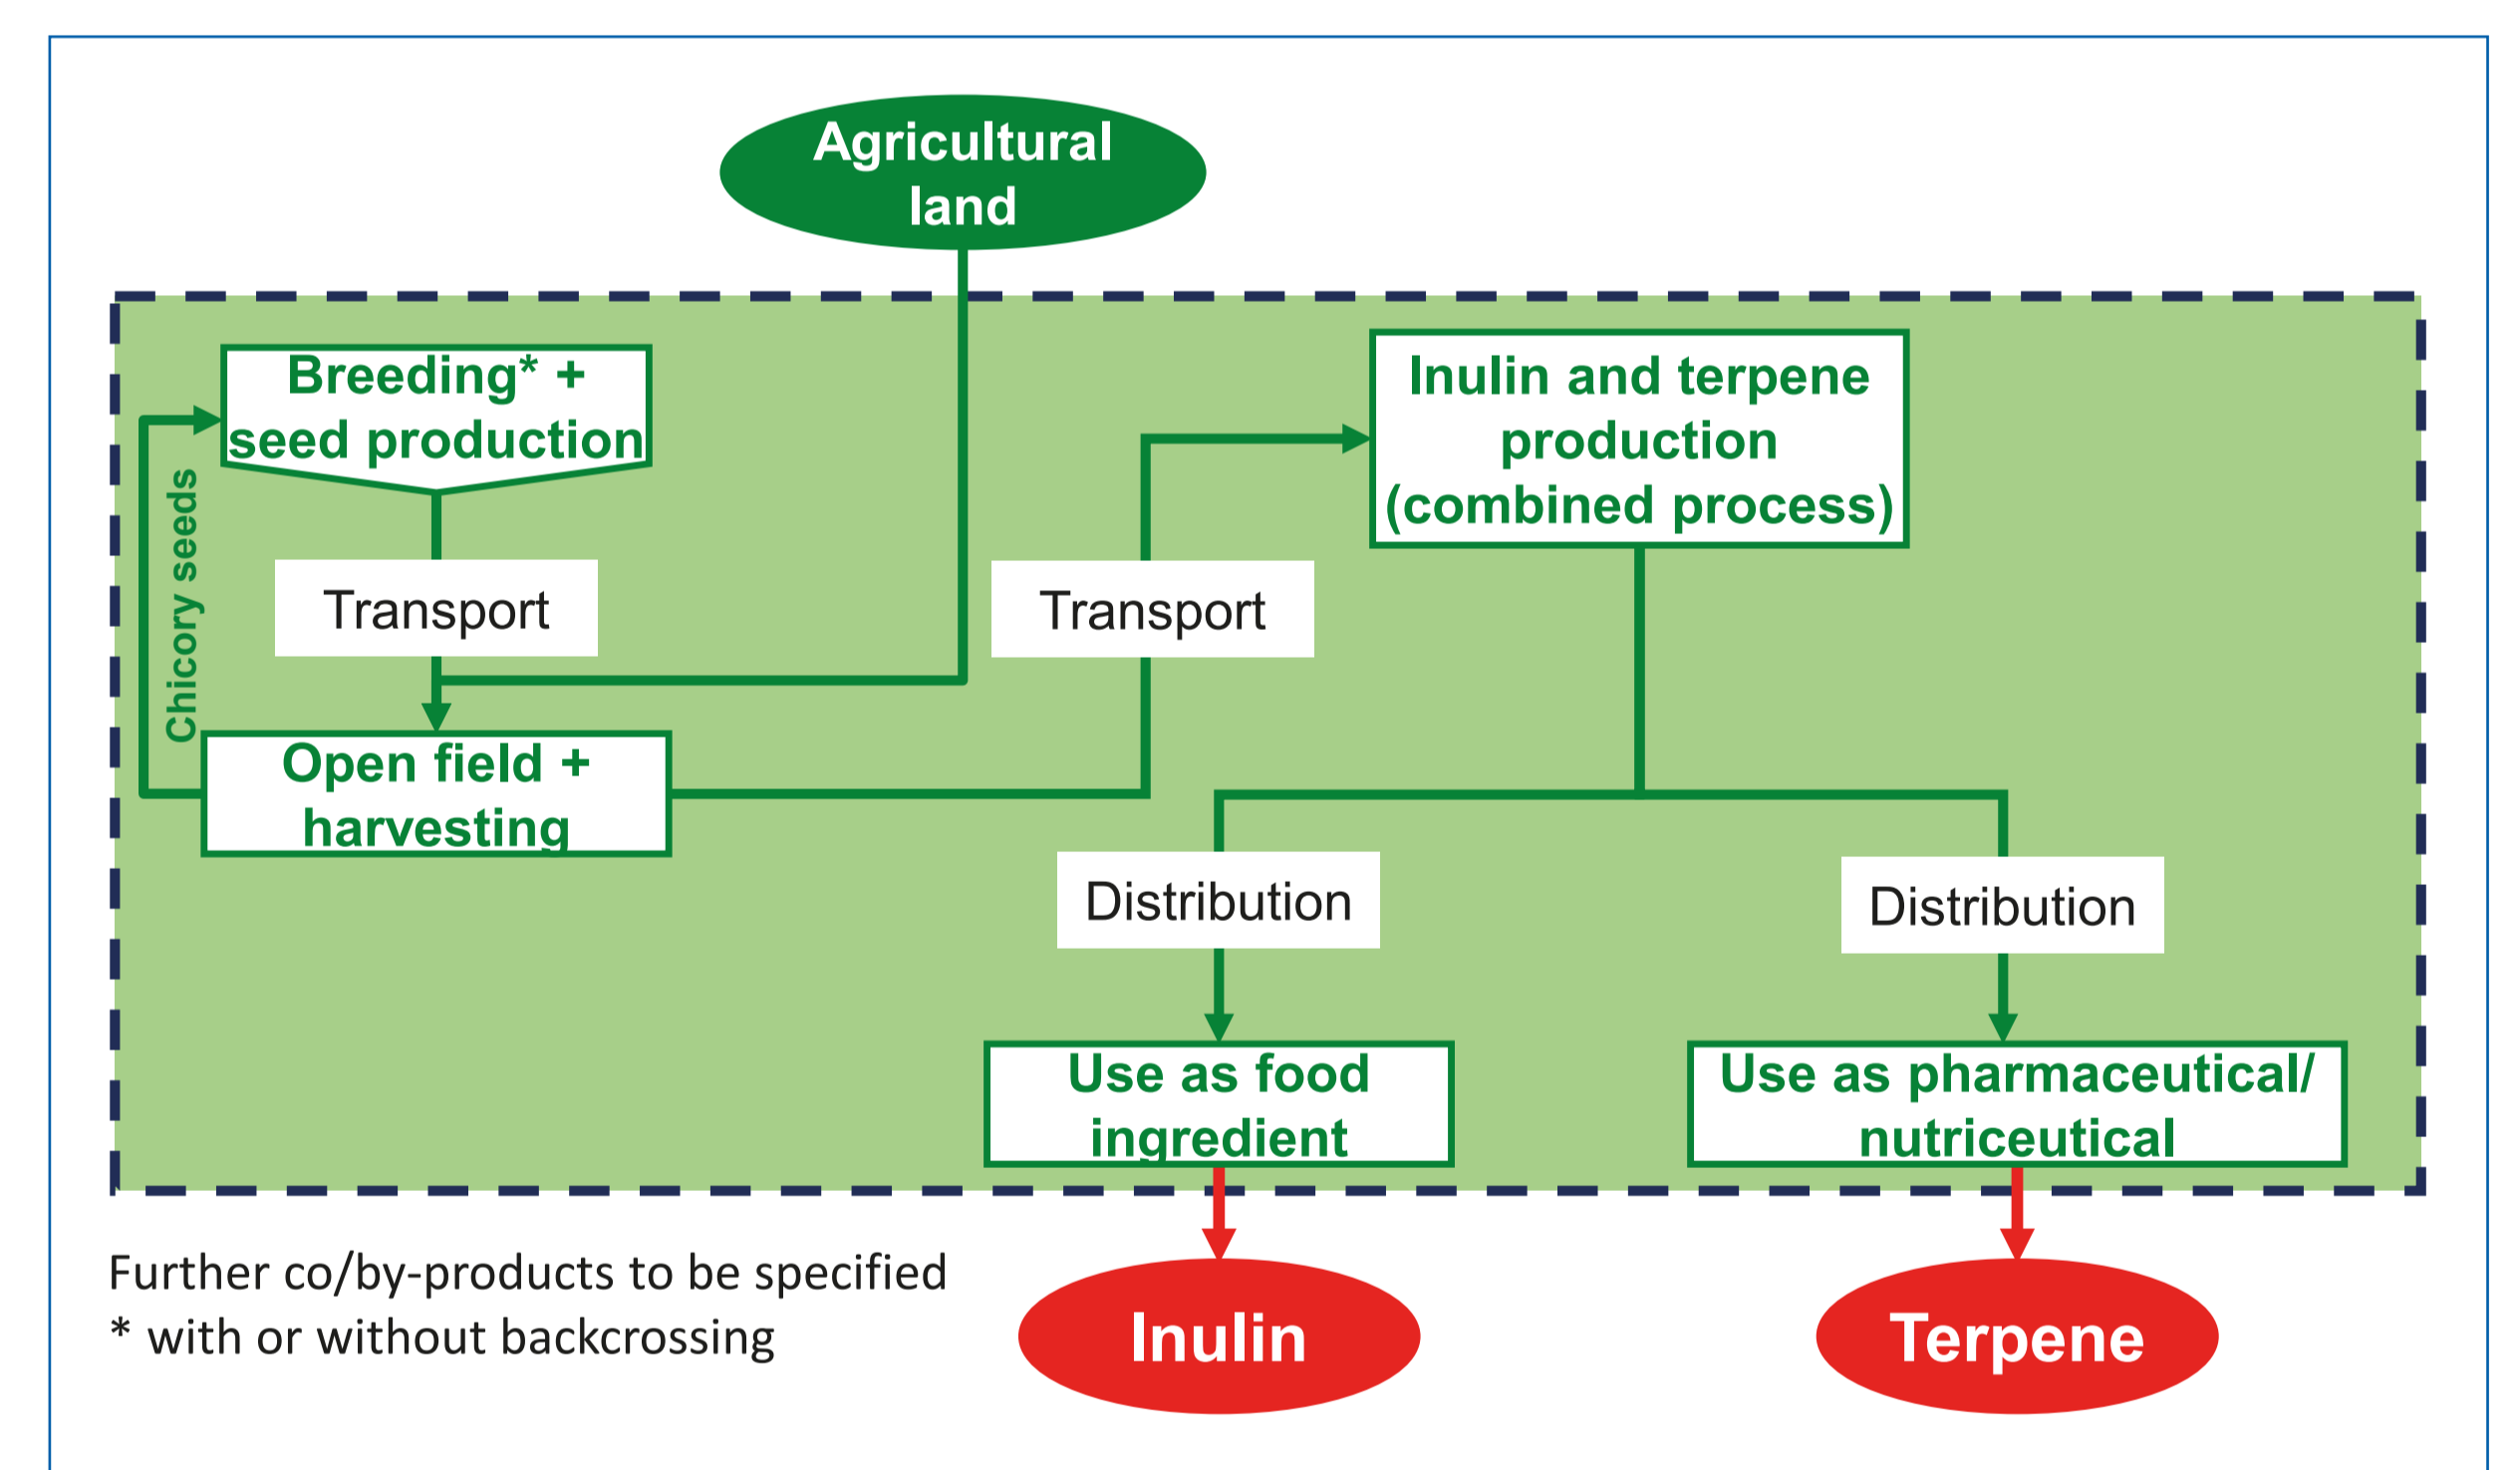 Agricultural
land
Breeding* +
seed production
Inulin and terpene
production
(combined process)
Chicory seeds
Transport
Transport
Open field +
harvesting
Distribution
Distribution
Use as food
ingredient
Use as pharmaceutical/
nutriceutical
Further co/by-products to be specified
* with or without backcrossing
Inulin
Terpene